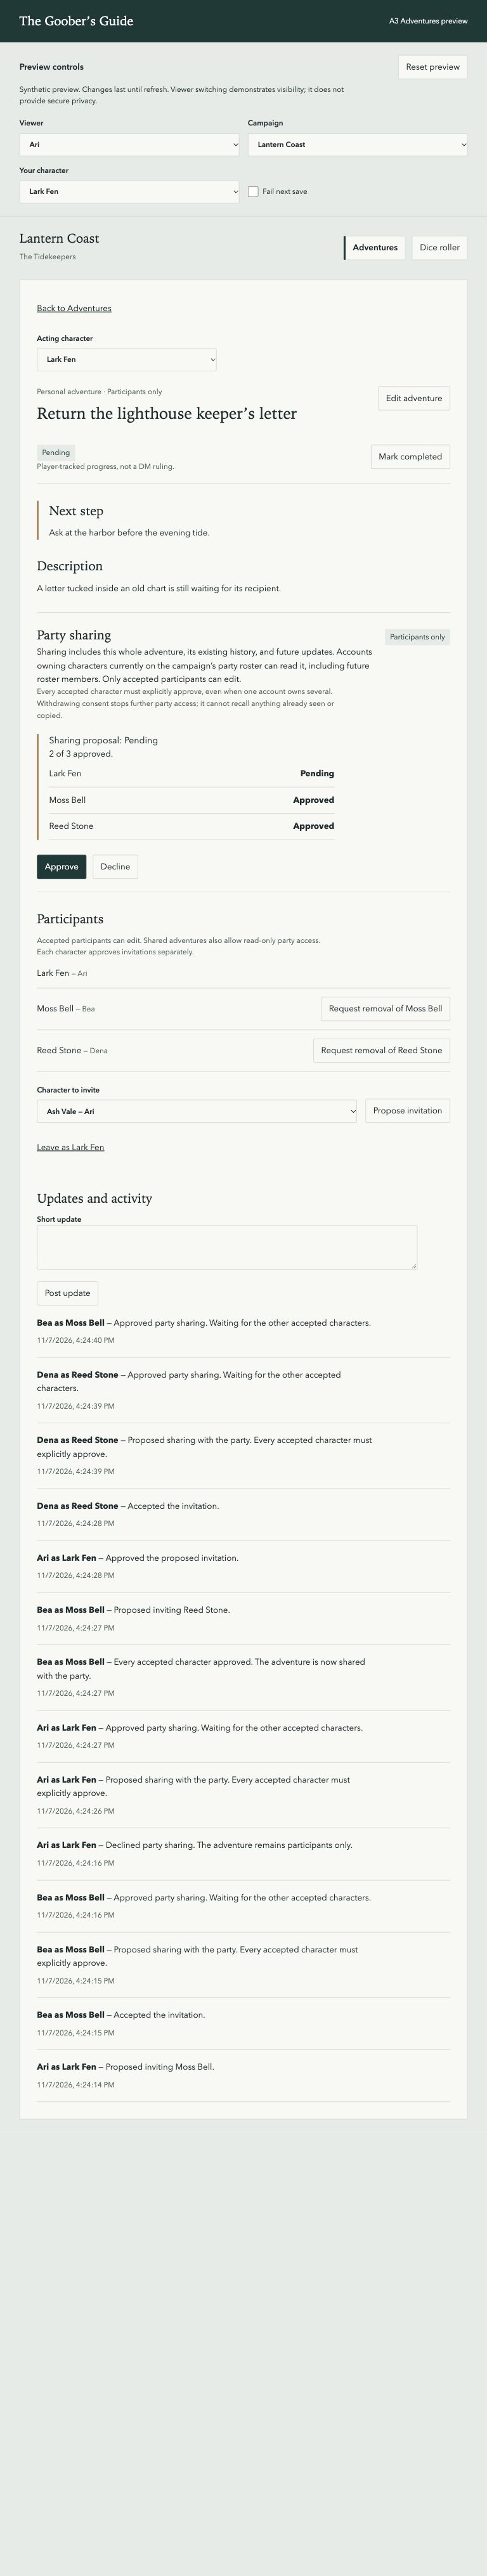 The Goober's Guide
A3 Adventures preview
Preview controls
Reset preview
Synthetic preview. Changes last until refresh. Viewer switching demonstrates visibility; it does not
provide secure privacy.
Viewer
Campaign
Ari
Lantern Coast
Your character
Lark Fen
Fail next save
Lantern Coast
The Tidekeepers
Adventures
Dice roller
Back to Adventures
Acting character
Lark Fen
Personal adventure · Participants only
Edit adventure
Return the lighthouse keeper's letter
Pending
Player-tracked progress, not a DM ruling.
Mark completed
Next step
Ask at the harbor before the evening tide.
Description
A letter tucked inside an old chart is still waiting for its recipient.
Party sharing
Participants only
Sharing includes this whole adventure, its existing history, and future updates. Accounts
owning characters currently on the campaign's party roster can read it, including future
roster members. Only accepted participants can edit.
Every accepted character must explicitly approve, even when one account owns several.
Withdrawing consent stops further party access; it cannot recall anything already seen or
copied.
Sharing proposal: Pending
2 of 3 approved.
Lark Fen Pending
Moss Bell Approved
Reed Stone Approved
Approve
Decline
Participants
Accepted participants can edit. Shared adventures also allow read-only party access.
Each character approves invitations separately.
Lark Fen – Ari
Moss Bell – Bea
Request removal of Moss Bell
Reed Stone – Dena
Request removal of Reed Stone
Character to invite
Ash Vale – Ari
Propose invitation
Leave as Lark Fen
Updates and activity
Short update
Post update
Bea as Moss Bell – Approved party sharing. Waiting for the other accepted characters.
11/7/2026, 4:24:40 PM
Dena as Reed Stone – Approved party sharing. Waiting for the other accepted
characters.
11/7/2026, 4:24:39 PM
Dena as Reed Stone – Proposed sharing with the party. Every accepted character must
explicitly approve.
11/7/2026, 4:24:39 PM
Dena as Reed Stone – Accepted the invitation.
11/7/2026, 4:24:28 PM
Ari as Lark Fen – Approved the proposed invitation.
11/7/2026, 4:24:28 PM
Bea as Moss Bell – Proposed inviting Reed Stone.
11/7/2026, 4:24:27 PM
Bea as Moss Bell – Every accepted character approved. The adventure is now shared
with the party.
11/7/2026, 4:24:27 PM
Ari as Lark Fen – Approved party sharing. Waiting for the other accepted characters.
11/7/2026, 4:24:27 PM
Ari as Lark Fen – Proposed sharing with the party. Every accepted character must
explicitly approve.
11/7/2026, 4:24:26 PM
Ari as Lark Fen – Declined party sharing. The adventure remains participants only.
11/7/2026, 4:24:16 PM
Bea as Moss Bell – Approved party sharing. Waiting for the other accepted characters.
11/7/2026, 4:24:16 PM
Bea as Moss Bell – Proposed sharing with the party. Every accepted character must
explicitly approve.
11/7/2026, 4:24:15 PM
Bea as Moss Bell – Accepted the invitation.
11/7/2026, 4:24:15 PM
Ari as Lark Fen – Proposed inviting Moss Bell.
11/7/2026, 4:24:14 PM